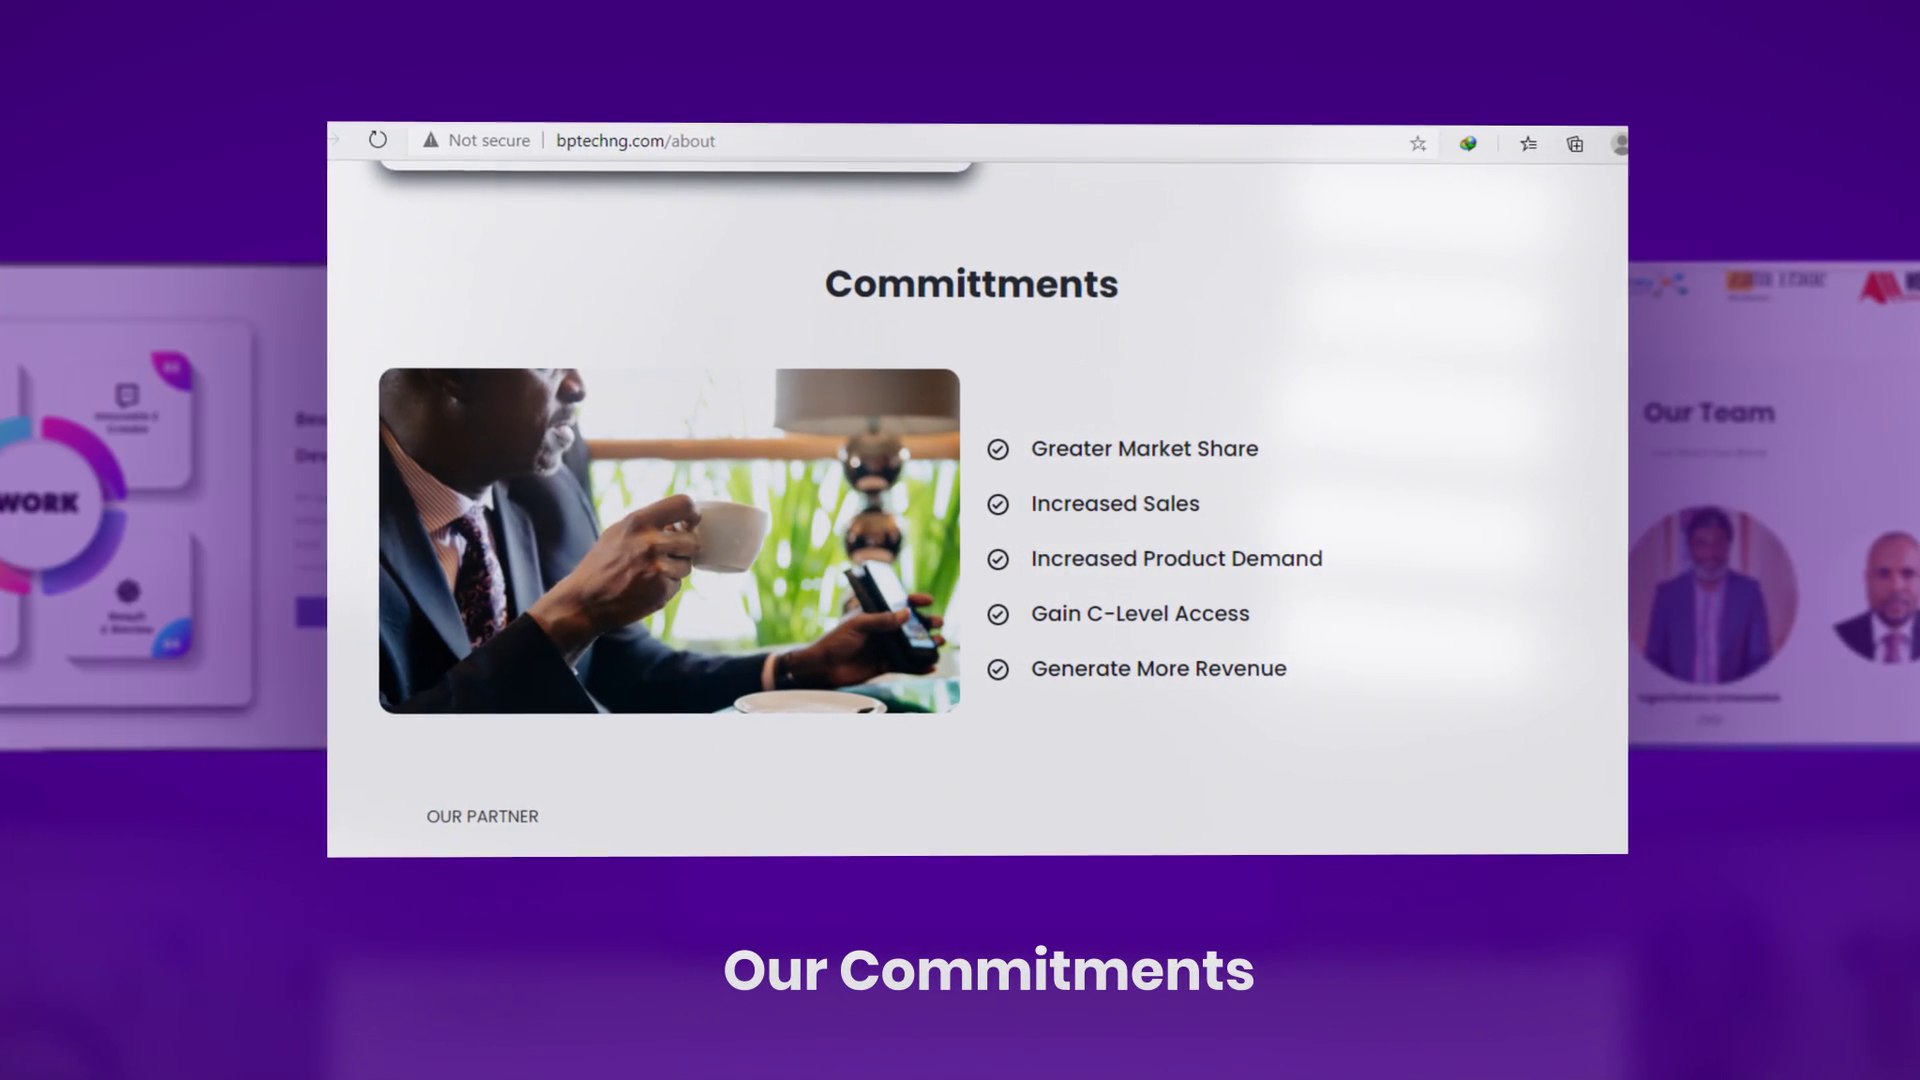 Not secure
bptechng.com/about
Committments
Greater Market Share
Increased Sales
Increased Product Demand
Gain C-Level Access
Generate More Revenue
OUR PARTNER
WORK
Our Team
Our Commitments